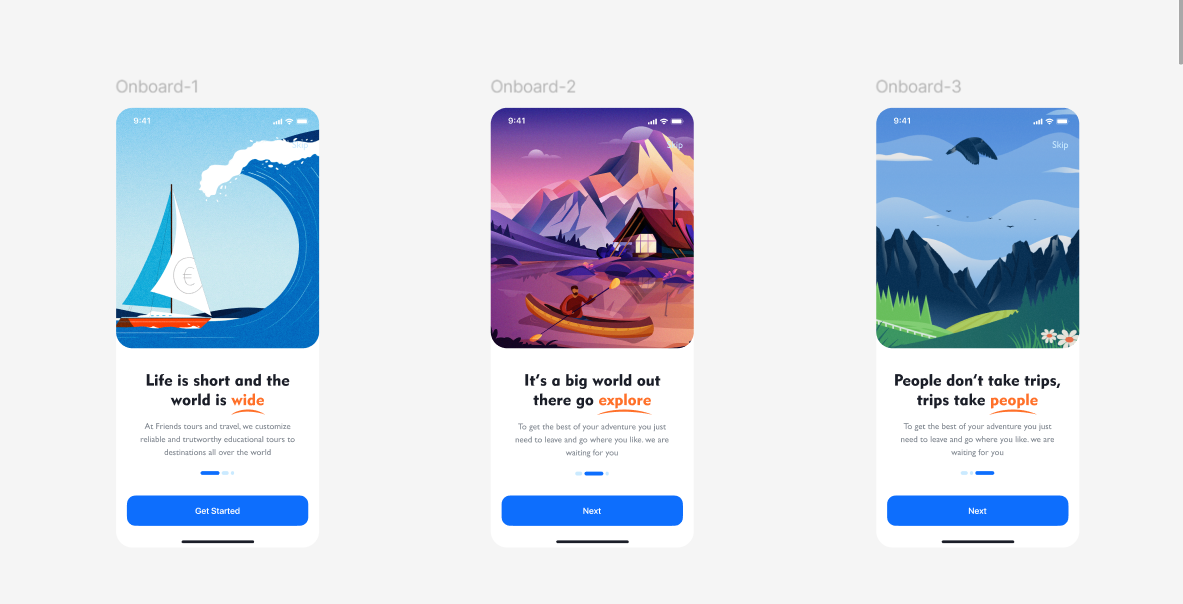 Onboard-1
9:41
Skip
€
Life is short and the
world is wide
At Friends tours and travel, we customize
reliable and trutworthy educational tours to
destinations all over the world
Get Started
Onboard-2
9:41
Skip
It’s a big world out
there go explore
To get the best of your adventure you just
need to leave and go where you like. we are
waiting for you
Next
Onboard-3
9:41
Skip
People don’t take trips,
trips take people
To get the best of your adventure you just
need to leave and go where you like. we are
waiting for you
Next